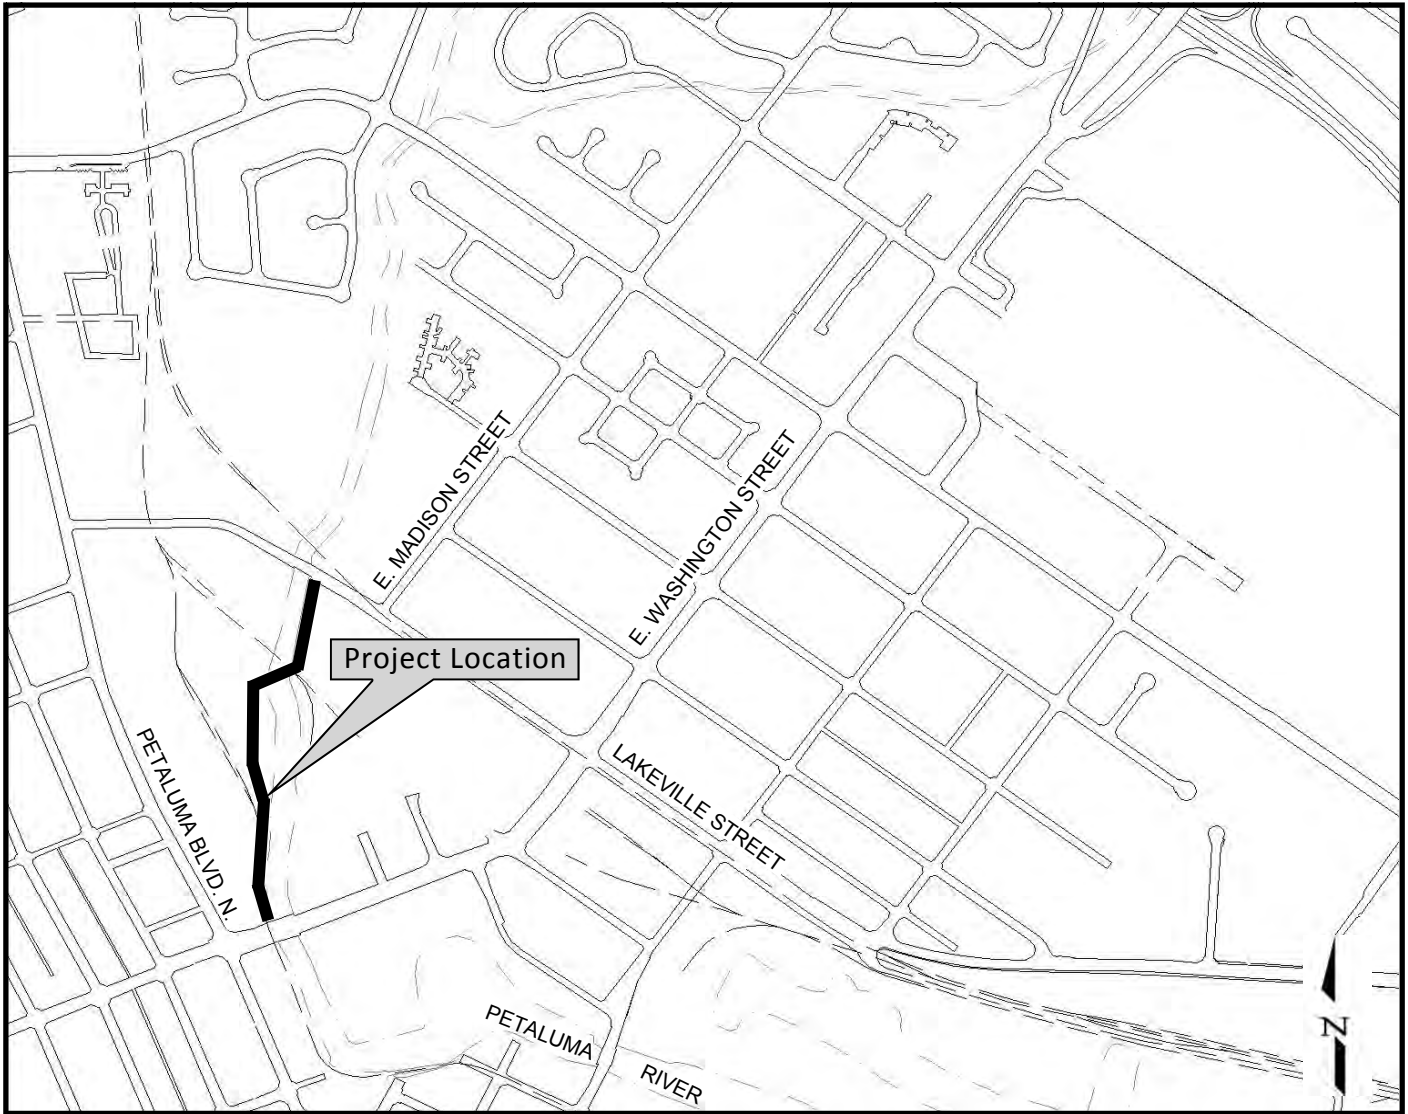 E. MADISON STREET
E. WASHINGTON STREET
Project Location
PETALUMA BLVD. N.
LAKEVILLE STREET
PETALUMA
RIVER
N